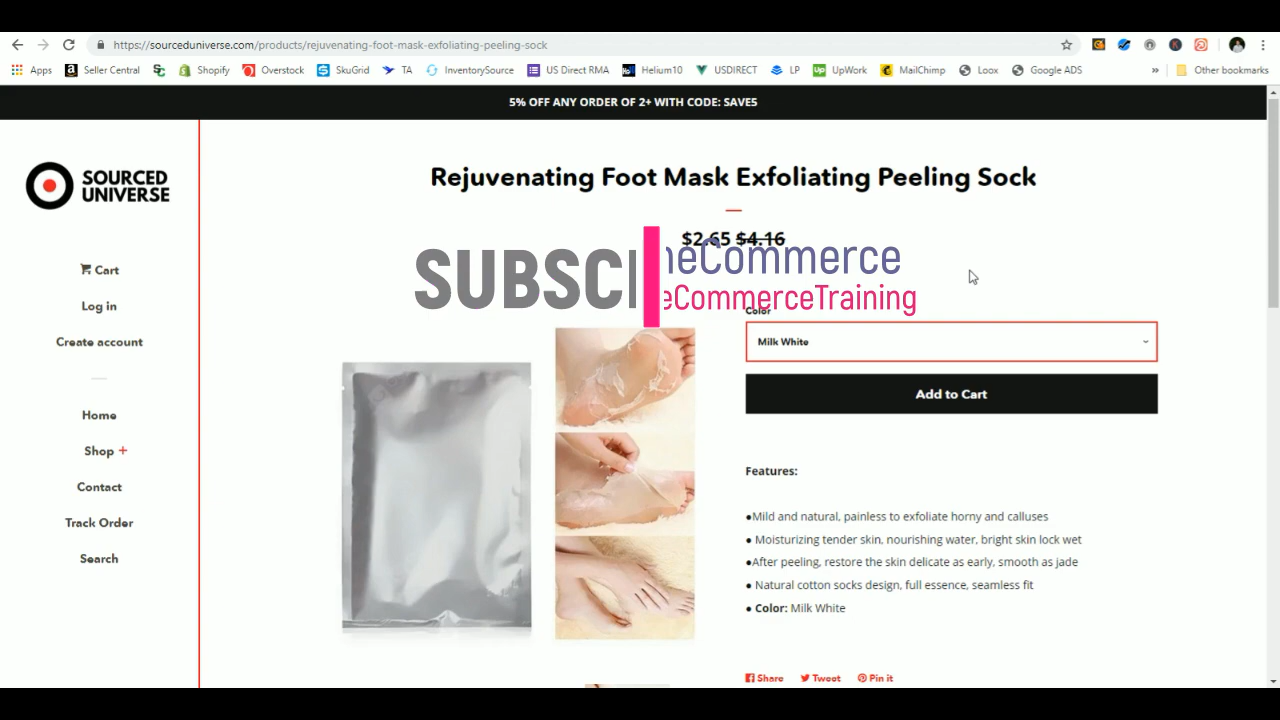 https://sourceduniverse.com/products/rejuvenating-foot-mask-exfoliating-peeling-sock
Apps Seller Central Shopify Overstock SkuGrid TA InventorySource US Direct RMA Helium10 USDIRECT LP UpWork MailChimp Loox Google ADS » Other bookmarks
5% OFF ANY ORDER OF 2+ WITH CODE: SAVE5
SOURCED
UNIVERSE
Cart
Log in
Create account
Home
Shop +
Contact
Track Order
Search
Rejuvenating Foot Mask Exfoliating Peeling Sock
$2.65 $4.16
SUBSCI
neCommerce
eCommerceTraining
Color
Milk White
Add to Cart
Features:
●Mild and natural, painless to exfoliate horny and calluses
● Moisturizing tender skin, nourishing water, bright skin lock wet
●After peeling, restore the skin delicate as early, smooth as jade
● Natural cotton socks design, full essence, seamless fit
● Color: Milk White
Share Tweet Pin it